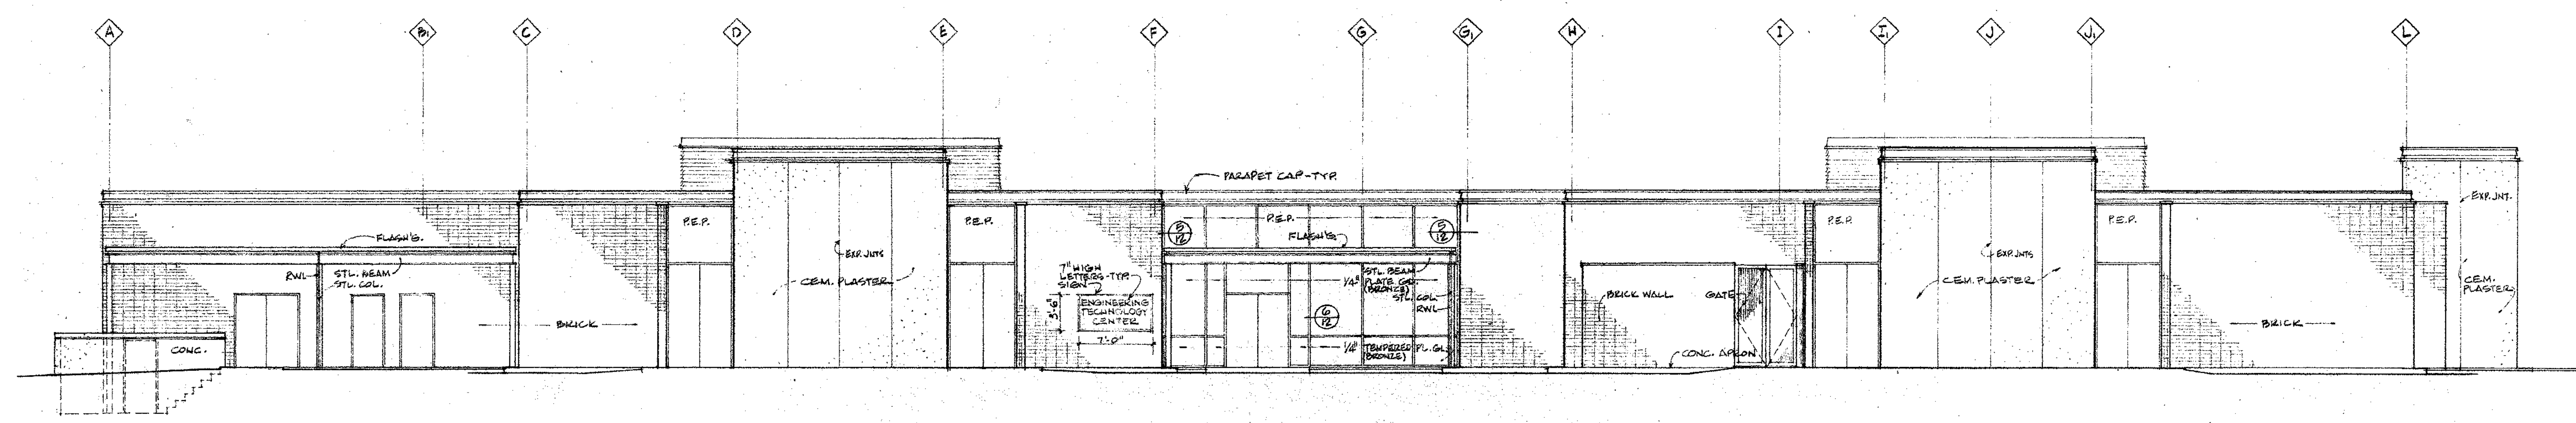 A
B1
C
D
E
F
G
G1
H
I
I1
J
J1
L
PARAPET CAP-TYP.
EXP. JNT.
P.E.P.
P.E.P.
P.E.P.
P.E.P.
P.E.P.
5
12
5
12
FLASH'G.
FLASH'G.
EXP. JNTS
EXP. JNTS
RWL
STL. BEAM
STL. COL.
7" HIGH
LETTERS-TYP.
SIGN
CEM. PLASTER
STL. BEAM
1/4" PLATE GL.
(BRONZE)
STL. COL.
RWL
CEM. PLASTER
CEM.
PLASTER
3'-0"
ENGINEERING
TECHNOLOGY
CENTER
7'-0"
6
12
BRICK WALL
GATE
BRICK
BRICK
CONC.
1/4" TEMPERED PL. GL.
(BRONZE)
CONC. APRON